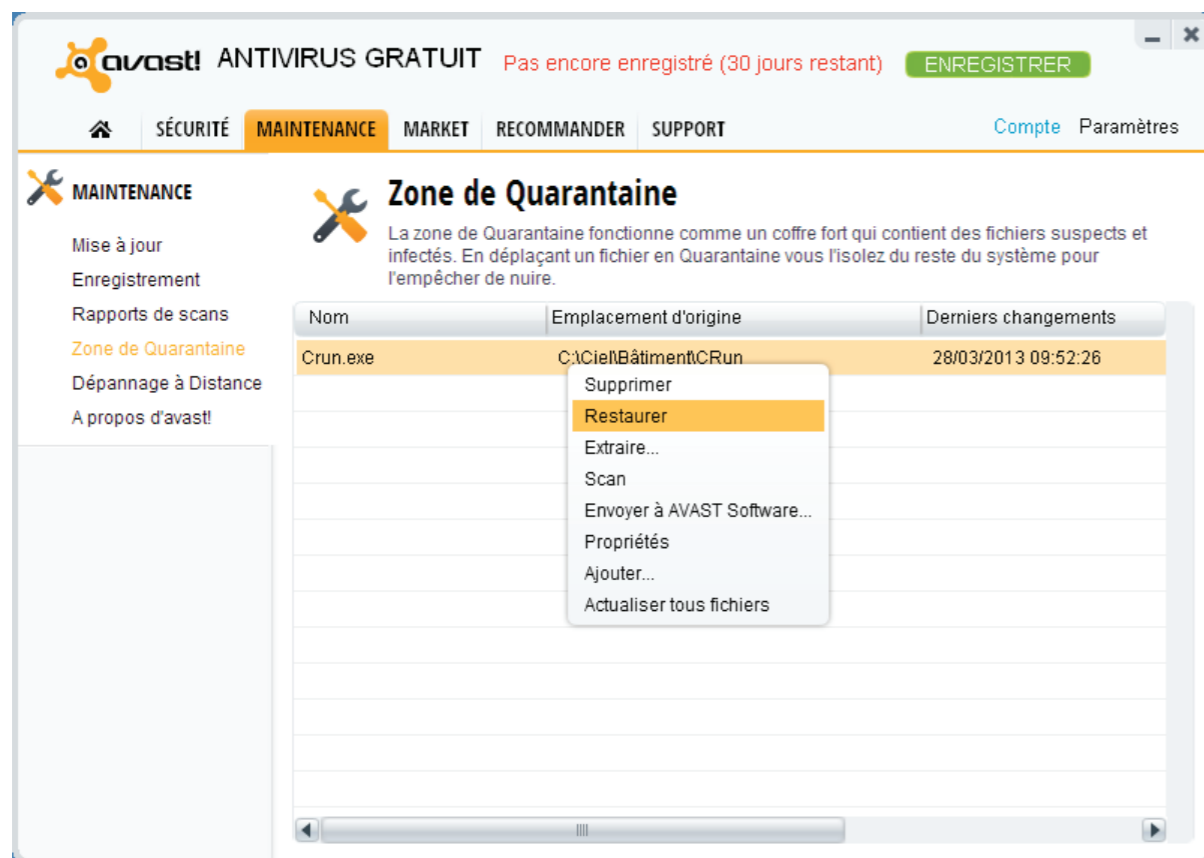 avast! ANTIVIRUS GRATUIT Pas encore enregistré (30 jours restant) ENREGISTRER
SÉCURITÉ MAINTENANCE MARKET RECOMMANDER SUPPORT Compte Paramètres
MAINTENANCE
Mise à jour
Enregistrement
Rapports de scans
Zone de Quarantaine
Dépannage à Distance
A propos d'avast!
Zone de Quarantaine
La zone de Quarantaine fonctionne comme un coffre fort qui contient des fichiers suspects et
infectés. En déplaçant un fichier en Quarantaine vous l'isolez du reste du système pour
l'empêcher de nuire.
Nom Emplacement d'origine Derniers changements
Crun.exe C:\Ciel\Bâtiment\CRun 28/03/2013 09:52:26
Supprimer
Restaurer
Extraire...
Scan
Envoyer à AVAST Software...
Propriétés
Ajouter...
Actualiser tous fichiers